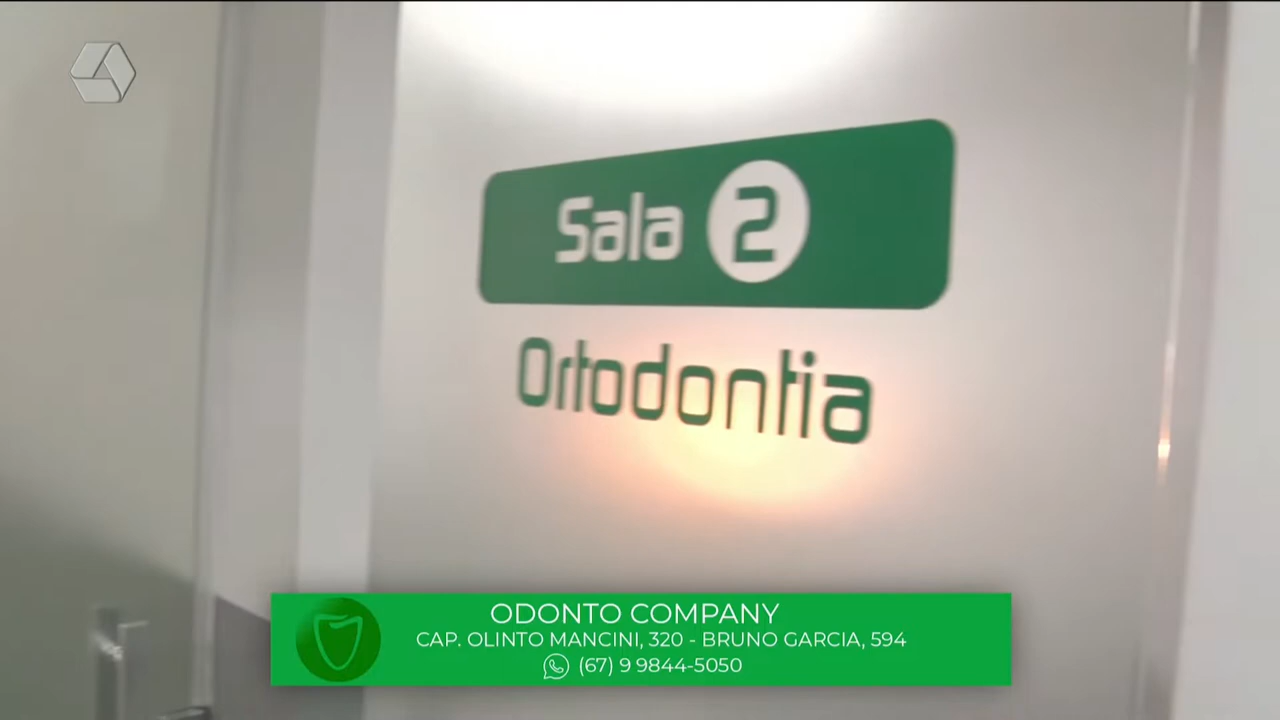 Sala 2
Ortodontia
ODONTO COMPANY
CAP. OLINTO MANCINI, 320 - BRUNO GARCIA, 594
(67) 9 9844-5050